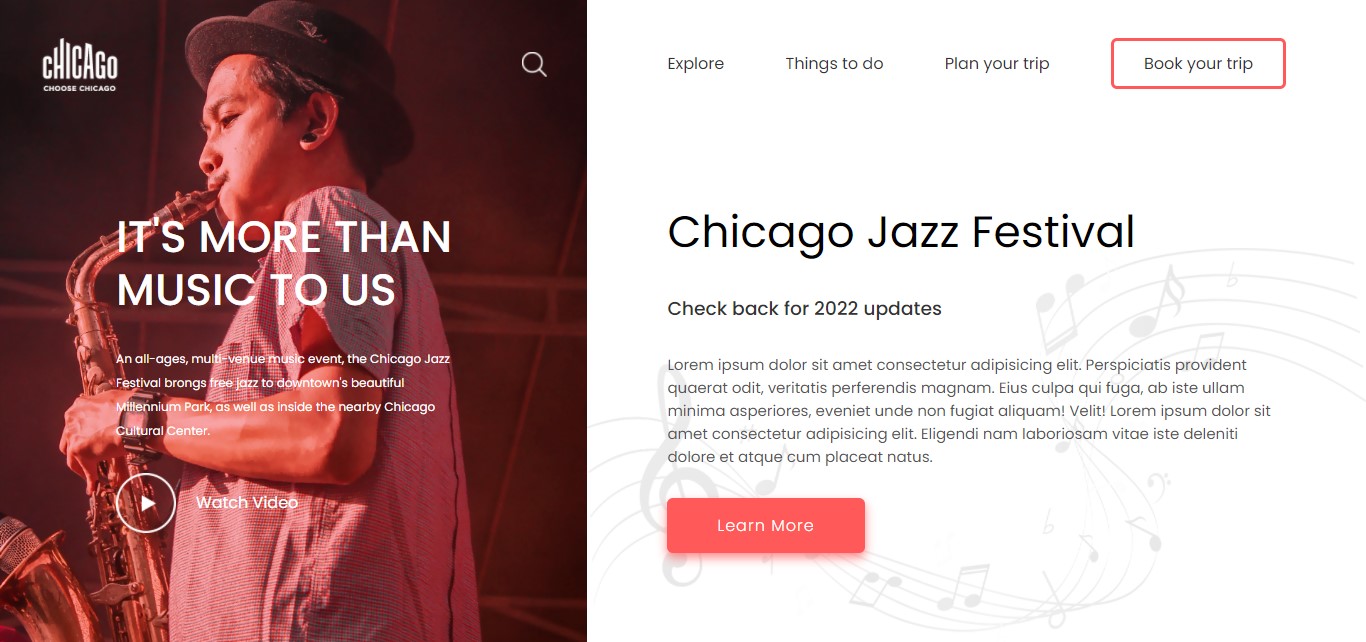 CHICAGO
CHOOSE CHICAGO
Explore
Things to do
Plan your trip
Book your trip
IT'S MORE THAN
MUSIC TO US
An all-ages, multi-venue music event, the Chicago Jazz
Festival brongs free jazz to downtown's beautiful
Millennium Park, as well as inside the nearby Chicago
Cultural Center.
Watch Video
Chicago Jazz Festival
Check back for 2022 updates
Lorem ipsum dolor sit amet consectetur adipisicing elit. Perspiciatis provident
quaerat odit, veritatis perferendis magnam. Eius culpa qui fuga, ab iste ullam
minima asperiores, eveniet unde non fugiat aliquam! Velit! Lorem ipsum dolor sit
amet consectetur adipisicing elit. Eligendi nam laboriosam vitae iste deleniti
dolore et atque cum placeat natus.
Learn More